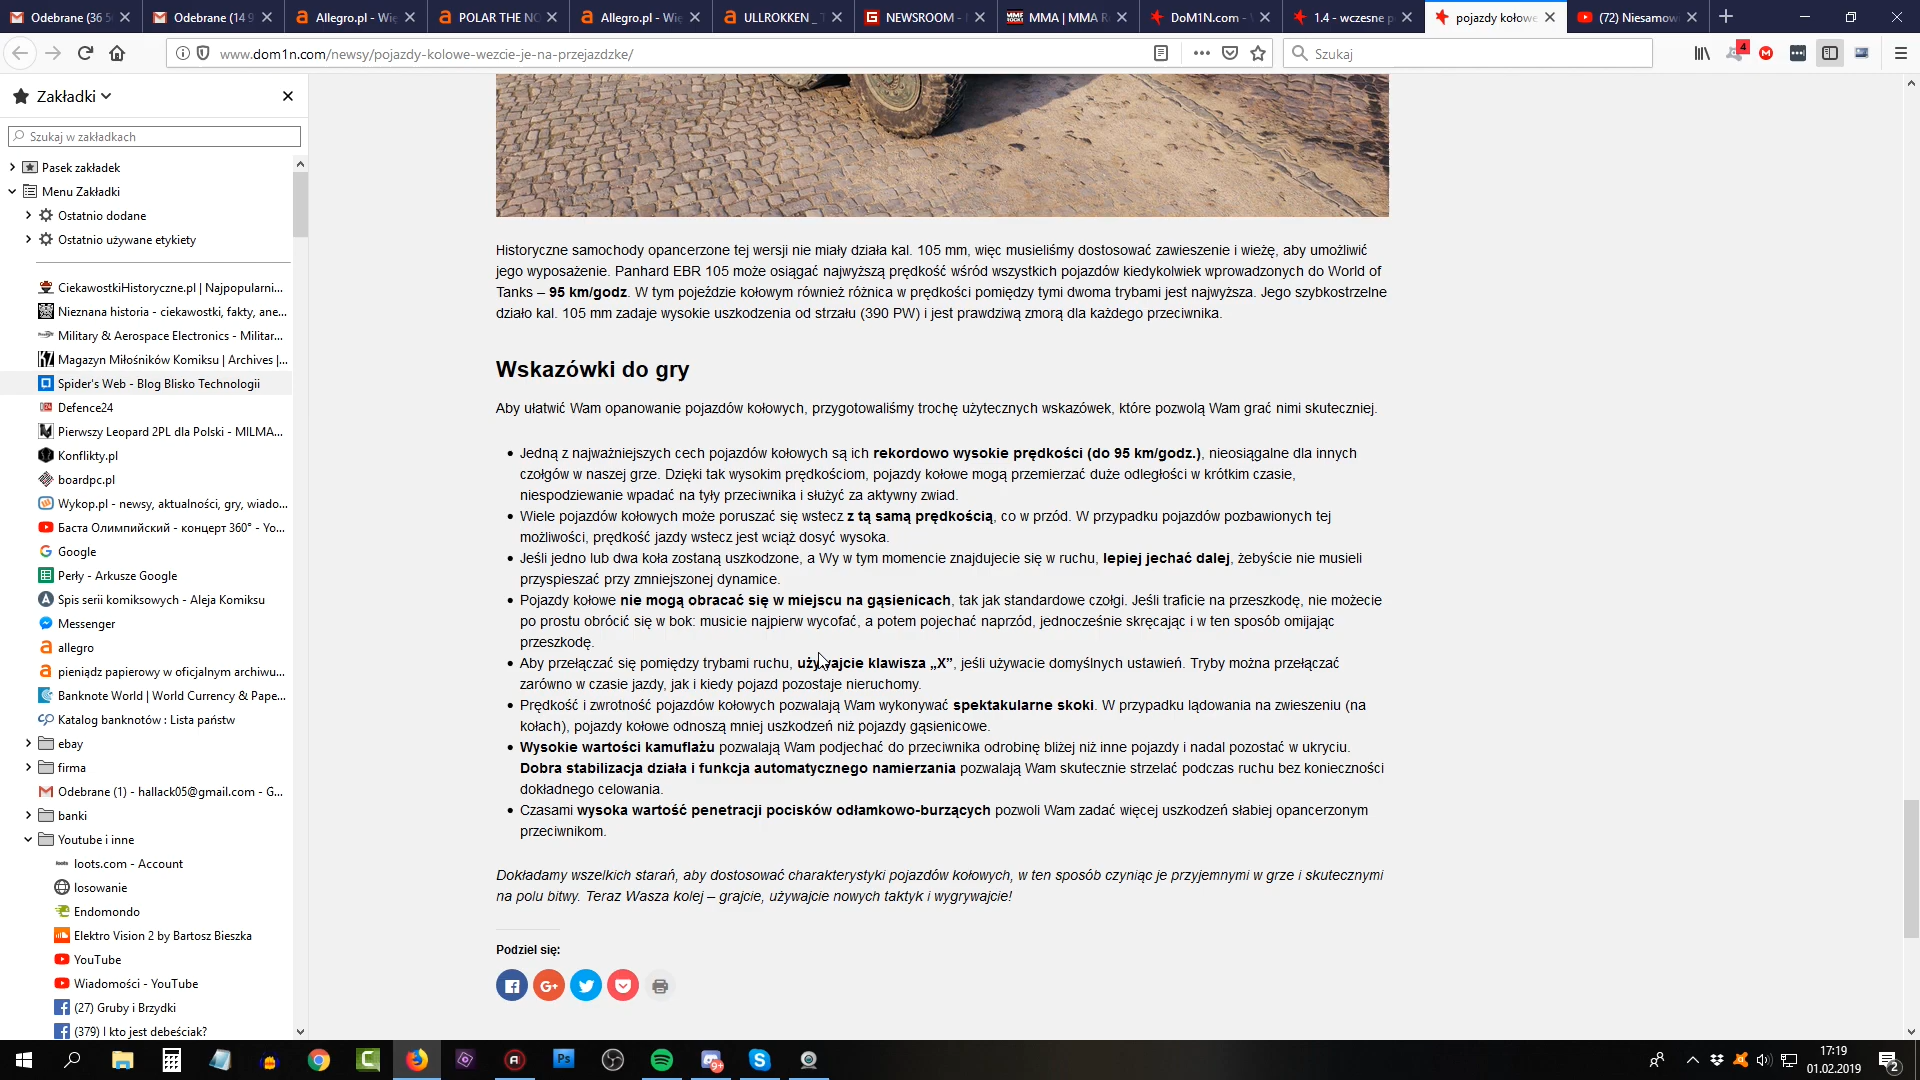 Odebrane (36 5
Odebrane (14 9
Allegro.pl - Wię
POLAR THE NO
Allegro.pl - Wię
ULLROKKEN _ T
NEWSROOM -
MMA | MMA R
DoM1N.com -
1.4 - wczesne p
pojazdy kołowe
(72) Niesamow
www.dom1n.com/newsy/pojazdy-kolowe-wezcie-je-na-przejazdzke/
Szukaj
4
Zakładki
Szukaj w zakładkach
Pasek zakładek
Menu Zakładki
Ostatnio dodane
Ostatnio używane etykiety
CiekawostkiHistoryczne.pl | Najpopularni...
Nieznana historia - ciekawostki, fakty, ane...
Military & Aerospace Electronics - Militar...
Magazyn Miłośników Komiksu | Archives |...
Spider's Web - Blog Blisko Technologii
Defence24
Pierwszy Leopard 2PL dla Polski - MILMA...
Konflikty.pl
boardpc.pl
Wykop.pl - newsy, aktualności, gry, wiado...
Баста Олимпийский - концерт 360° - Yo...
Google
Perły - Arkusze Google
Spis serii komiksowych - Aleja Komiksu
Messenger
allegro
pieniądz papierowy w oficjalnym archiwu...
Banknote World | World Currency & Pape...
Katalog banknotów : Lista państw
ebay
firma
Odebrane (1) - hallack05@gmail.com - G...
banki
Youtube i inne
loots.com - Account
losowanie
Endomondo
Elektro Vision 2 by Bartosz Bieszka
YouTube
Wiadomości - YouTube
(27) Gruby i Brzydki
(379) I kto jest debeściak?
Historyczne samochody opancerzone tej wersji nie miały działa kal. 105 mm, więc musieliśmy dostosować zawieszenie i wieżę, aby umożliwić
jego wyposażenie. Panhard EBR 105 może osiągać najwyższą prędkość wśród wszystkich pojazdów kiedykolwiek wprowadzonych do World of
Tanks – 95 km/godz. W tym pojeździe kołowym również różnica w prędkości pomiędzy tymi dwoma trybami jest najwyższa. Jego szybkostrzelne
działo kal. 105 mm zadaje wysokie uszkodzenia od strzału (390 PW) i jest prawdziwą zmorą dla każdego przeciwnika.
Wskazówki do gry
Aby ułatwić Wam opanowanie pojazdów kołowych, przygotowaliśmy trochę użytecznych wskazówek, które pozwolą Wam grać nimi skuteczniej.
• Jedną z najważniejszych cech pojazdów kołowych są ich rekordowo wysokie prędkości (do 95 km/godz.), nieosiągalne dla innych
czołgów w naszej grze. Dzięki tak wysokim prędkościom, pojazdy kołowe mogą przemierzać duże odległości w krótkim czasie,
niespodziewanie wpadać na tyły przeciwnika i służyć za aktywny zwiad.
• Wiele pojazdów kołowych może poruszać się wstecz z tą samą prędkością, co w przód. W przypadku pojazdów pozbawionych tej
możliwości, prędkość jazdy wstecz jest wciąż dosyć wysoka.
• Jeśli jedno lub dwa koła zostaną uszkodzone, a Wy w tym momencie znajdujecie się w ruchu, lepiej jechać dalej, żebyście nie musieli
przyspieszać przy zmniejszonej dynamice.
• Pojazdy kołowe nie mogą obracać się w miejscu na gąsienicach, tak jak standardowe czołgi. Jeśli traficie na przeszkodę, nie możecie
po prostu obrócić się w bok: musicie najpierw wycofać, a potem pojechać naprzód, jednocześnie skręcając i w ten sposób omijając
przeszkodę.
• Aby przełączać się pomiędzy trybami ruchu, używajcie klawisza „X”, jeśli używacie domyślnych ustawień. Tryby można przełączać
zarówno w czasie jazdy, jak i kiedy pojazd pozostaje nieruchomy.
• Prędkość i zwrotność pojazdów kołowych pozwalają Wam wykonywać spektakularne skoki. W przypadku lądowania na zwieszeniu (na
kołach), pojazdy kołowe odnoszą mniej uszkodzeń niż pojazdy gąsienicowe.
• Wysokie wartości kamuflażu pozwalają Wam podjechać do przeciwnika odrobinę bliżej niż inne pojazdy i nadal pozostać w ukryciu.
Dobra stabilizacja działa i funkcja automatycznego namierzania pozwalają Wam skutecznie strzelać podczas ruchu bez konieczności
dokładnego celowania.
• Czasami wysoka wartość penetracji pocisków odłamkowo-burzących pozwoli Wam zadać więcej uszkodzeń słabiej opancerzonym
przeciwnikom.
Dokładamy wszelkich starań, aby dostosować charakterystyki pojazdów kołowych, w ten sposób czyniąc je przyjemnymi w grze i skutecznymi
na polu bitwy. Teraz Wasza kolej – grajcie, używajcie nowych taktyk i wygrywajcie!
Podziel się:
17:19
01.02.2019
2